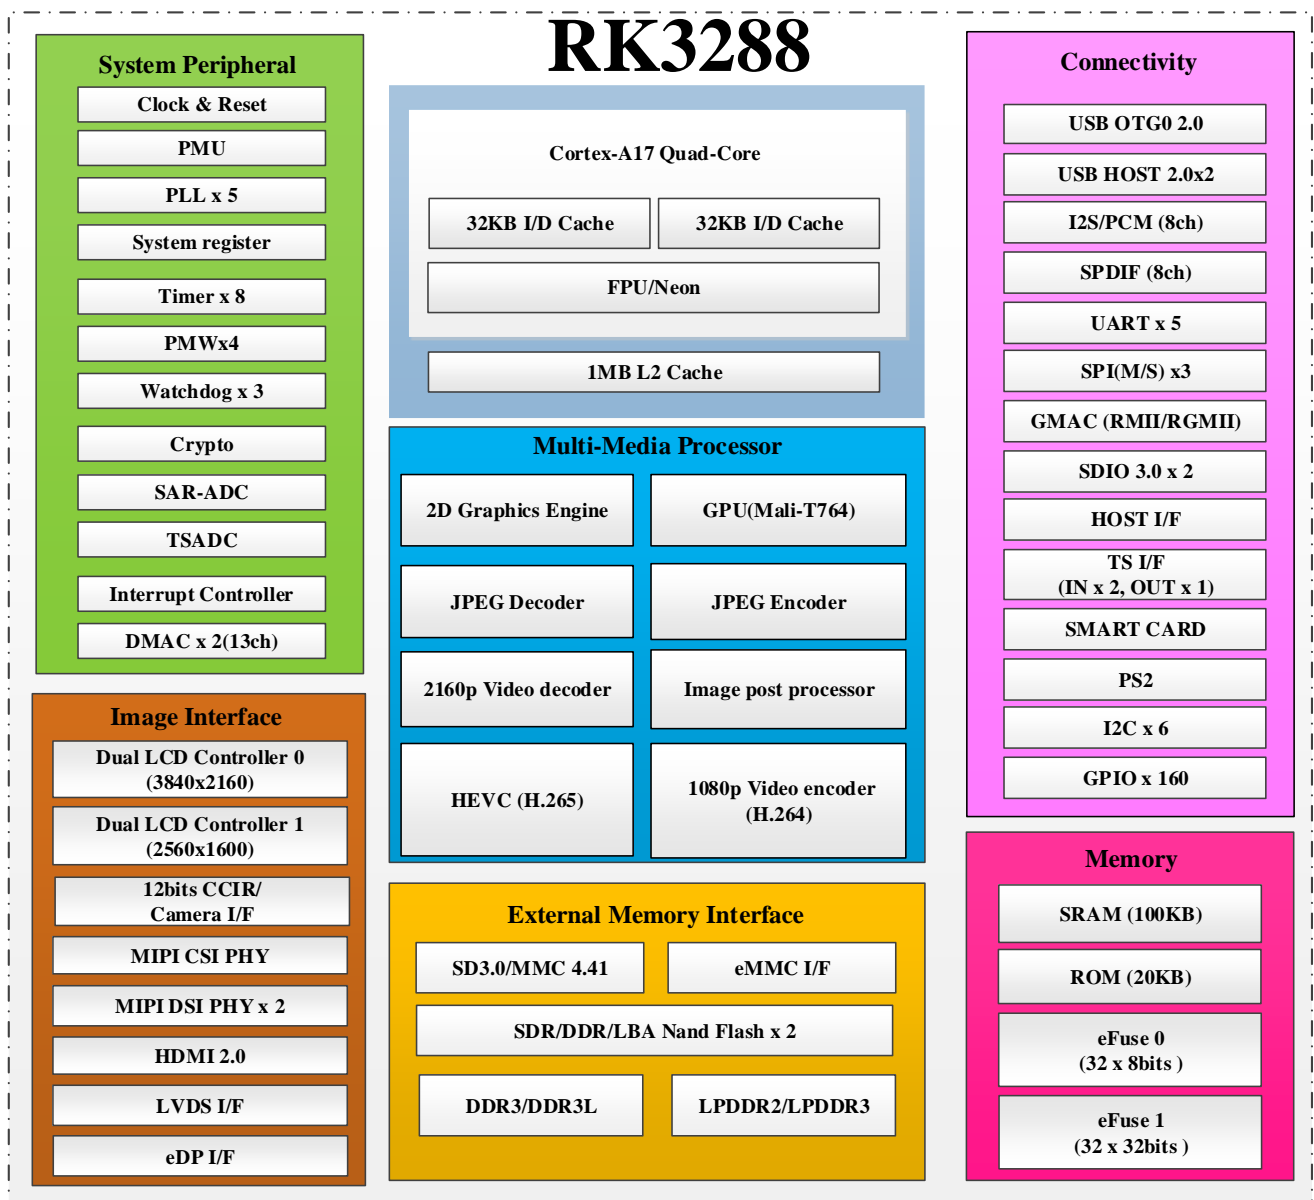 RK3288
System Peripheral
Clock & Reset
PMU
PLL x 5
System register
Timer x 8
PMWx4
Watchdog x 3
Crypto
SAR-ADC
TSADC
Interrupt Controller
DMAC x 2(13ch)
Image Interface
Dual LCD Controller 0
(3840x2160)
Dual LCD Controller 1
(2560x1600)
12bits CCIR/
Camera I/F
MIPI CSI PHY
MIPI DSI PHY x 2
HDMI 2.0
LVDS I/F
eDP I/F
Cortex-A17 Quad-Core
32KB I/D Cache
32KB I/D Cache
FPU/Neon
1MB L2 Cache
Multi-Media Processor
2D Graphics Engine
GPU(Mali-T764)
JPEG Decoder
JPEG Encoder
2160p Video decoder
Image post processor
HEVC (H.265)
1080p Video encoder
(H.264)
External Memory Interface
SD3.0/MMC 4.41
eMMC I/F
SDR/DDR/LBA Nand Flash x 2
DDR3/DDR3L
LPDDR2/LPDDR3
Connectivity
USB OTG0 2.0
USB HOST 2.0x2
I2S/PCM (8ch)
SPDIF (8ch)
UART x 5
SPI(M/S) x3
GMAC (RMII/RGMII)
SDIO 3.0 x 2
HOST I/F
TS I/F
(IN x 2, OUT x 1)
SMART CARD
PS2
I2C x 6
GPIO x 160
Memory
SRAM (100KB)
ROM (20KB)
eFuse 0
(32 x 8bits )
eFuse 1
(32 x 32bits )